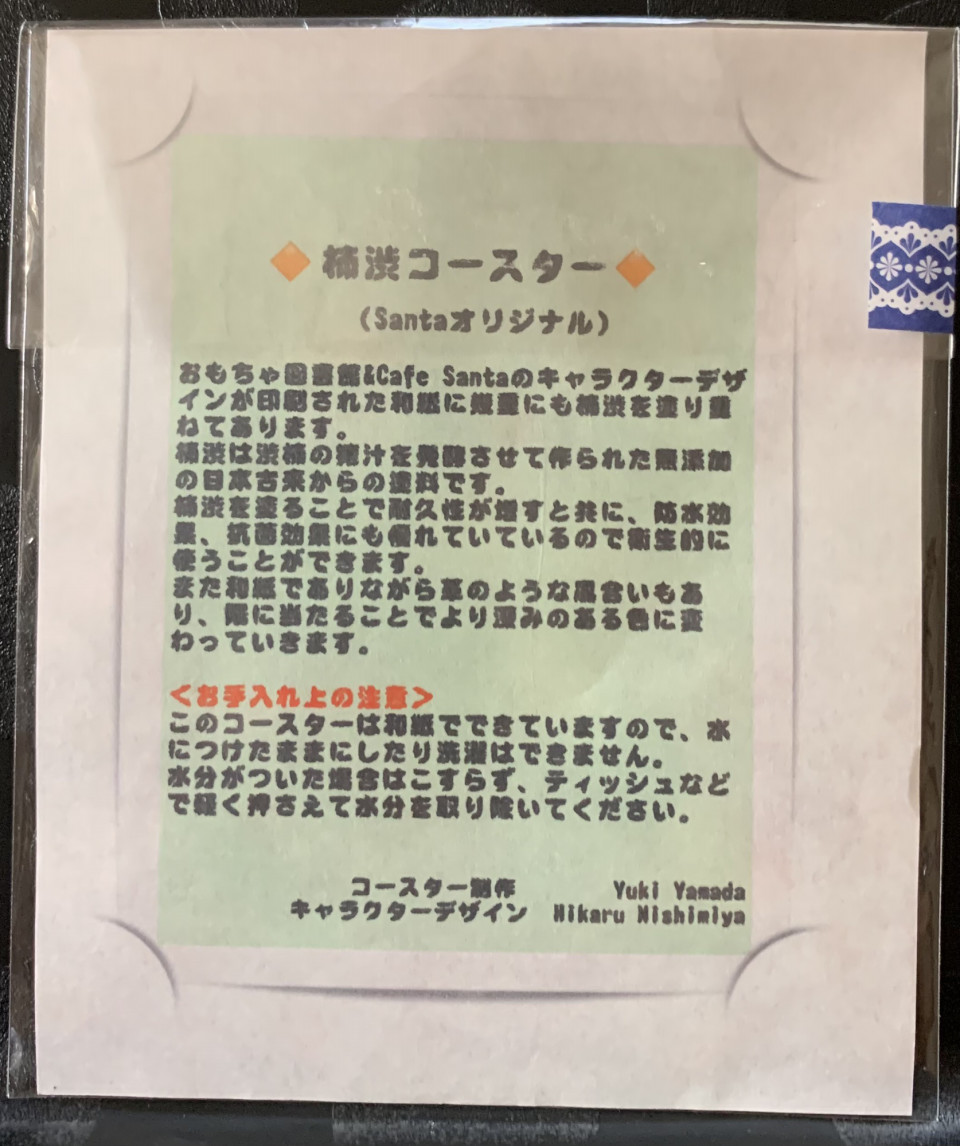 柿渋コースター
(Santaオリジナル)
おもちゃ図書館&Cafe Santaのキャラクターデザ
インが印刷された和紙に幾重にも柿渋を塗り重
ねてあります。
柿渋は渋柿の搾汁を発酵させて作られた無添加
の日本古来からの塗料です。
柿渋を塗ることで耐久性が増すと共に、防水効
果、抗菌効果にも優れていているので衛生的に
使うことができます。
また和紙でありながら革のような風合いもあ
り、陽に当たることでより深みのある色に変
わっていきます。
<お手入れ上の注意>
このコースターは和紙でできていますので、水
につけたままにしたり洗濯はできません。
水分がついた場合はこすらず、ティッシュなど
で軽く押さえて水分を取り除いてください。
コースター制作 Yuki Yamada
キャラクターデザイン Hikaru Nishimiya